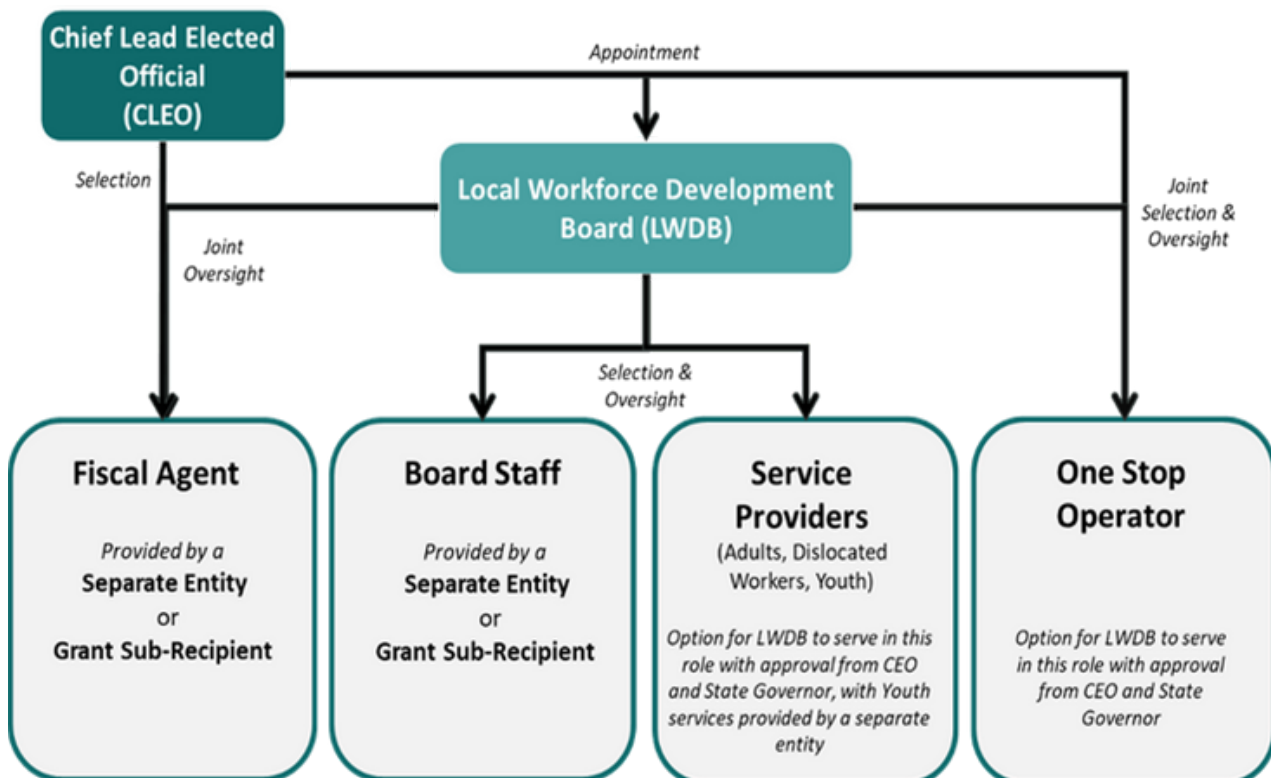 Chief Lead Elected
Official
(CLEO)
Appointment
Selection
Local Workforce Development
Board (LWDB)
Joint
Selection &
Oversight
Joint
Oversight
Selection &
Oversight
Fiscal Agent
Provided by a
Separate Entity
or
Grant Sub-Recipient
Board Staff
Provided by a
Separate Entity
or
Grant Sub-Recipient
Service
Providers
(Adults, Dislocated
Workers, Youth)
Option for LWDB to serve in this
role with approval from CEO
and State Governor, with Youth
services provided by a separate
entity
One Stop
Operator
Option for LWDB to serve
in this role with approval
from CEO and State
Governor